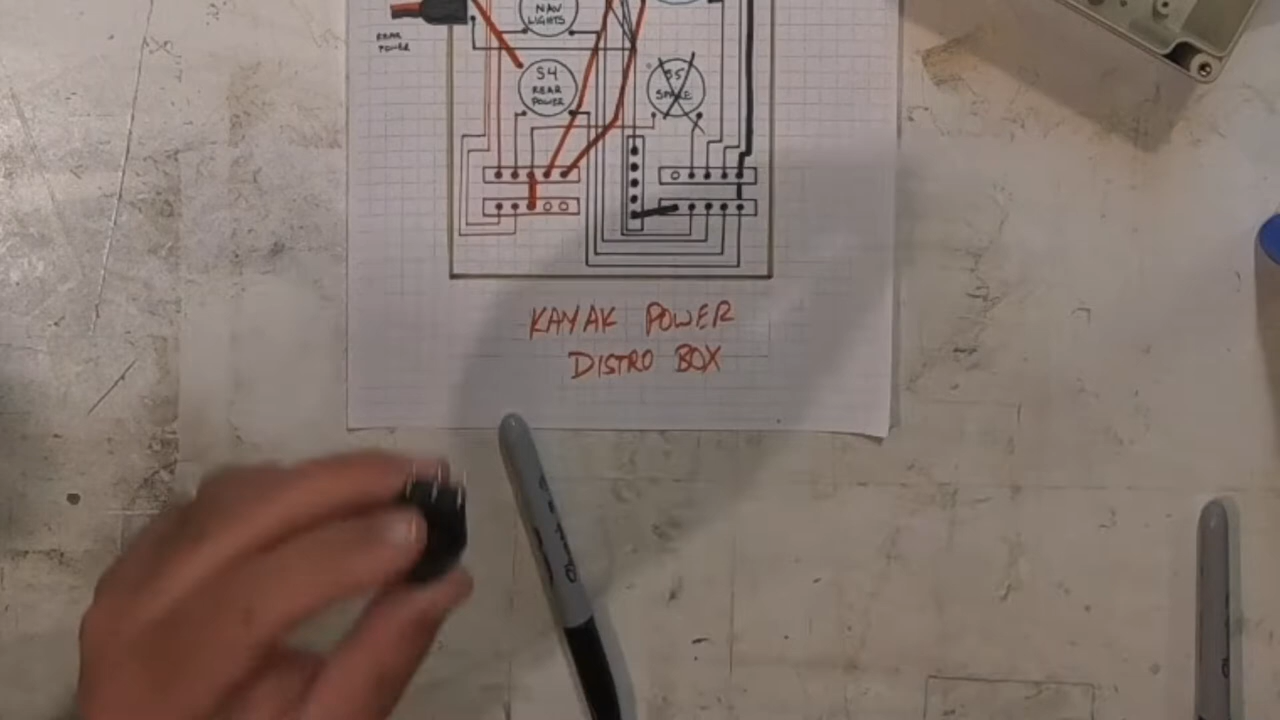 NAV
LIGHTS
REAR
POWER
S4
REAR
POWER
S5
SPARE
KAYAK POWER
DISTRO BOX